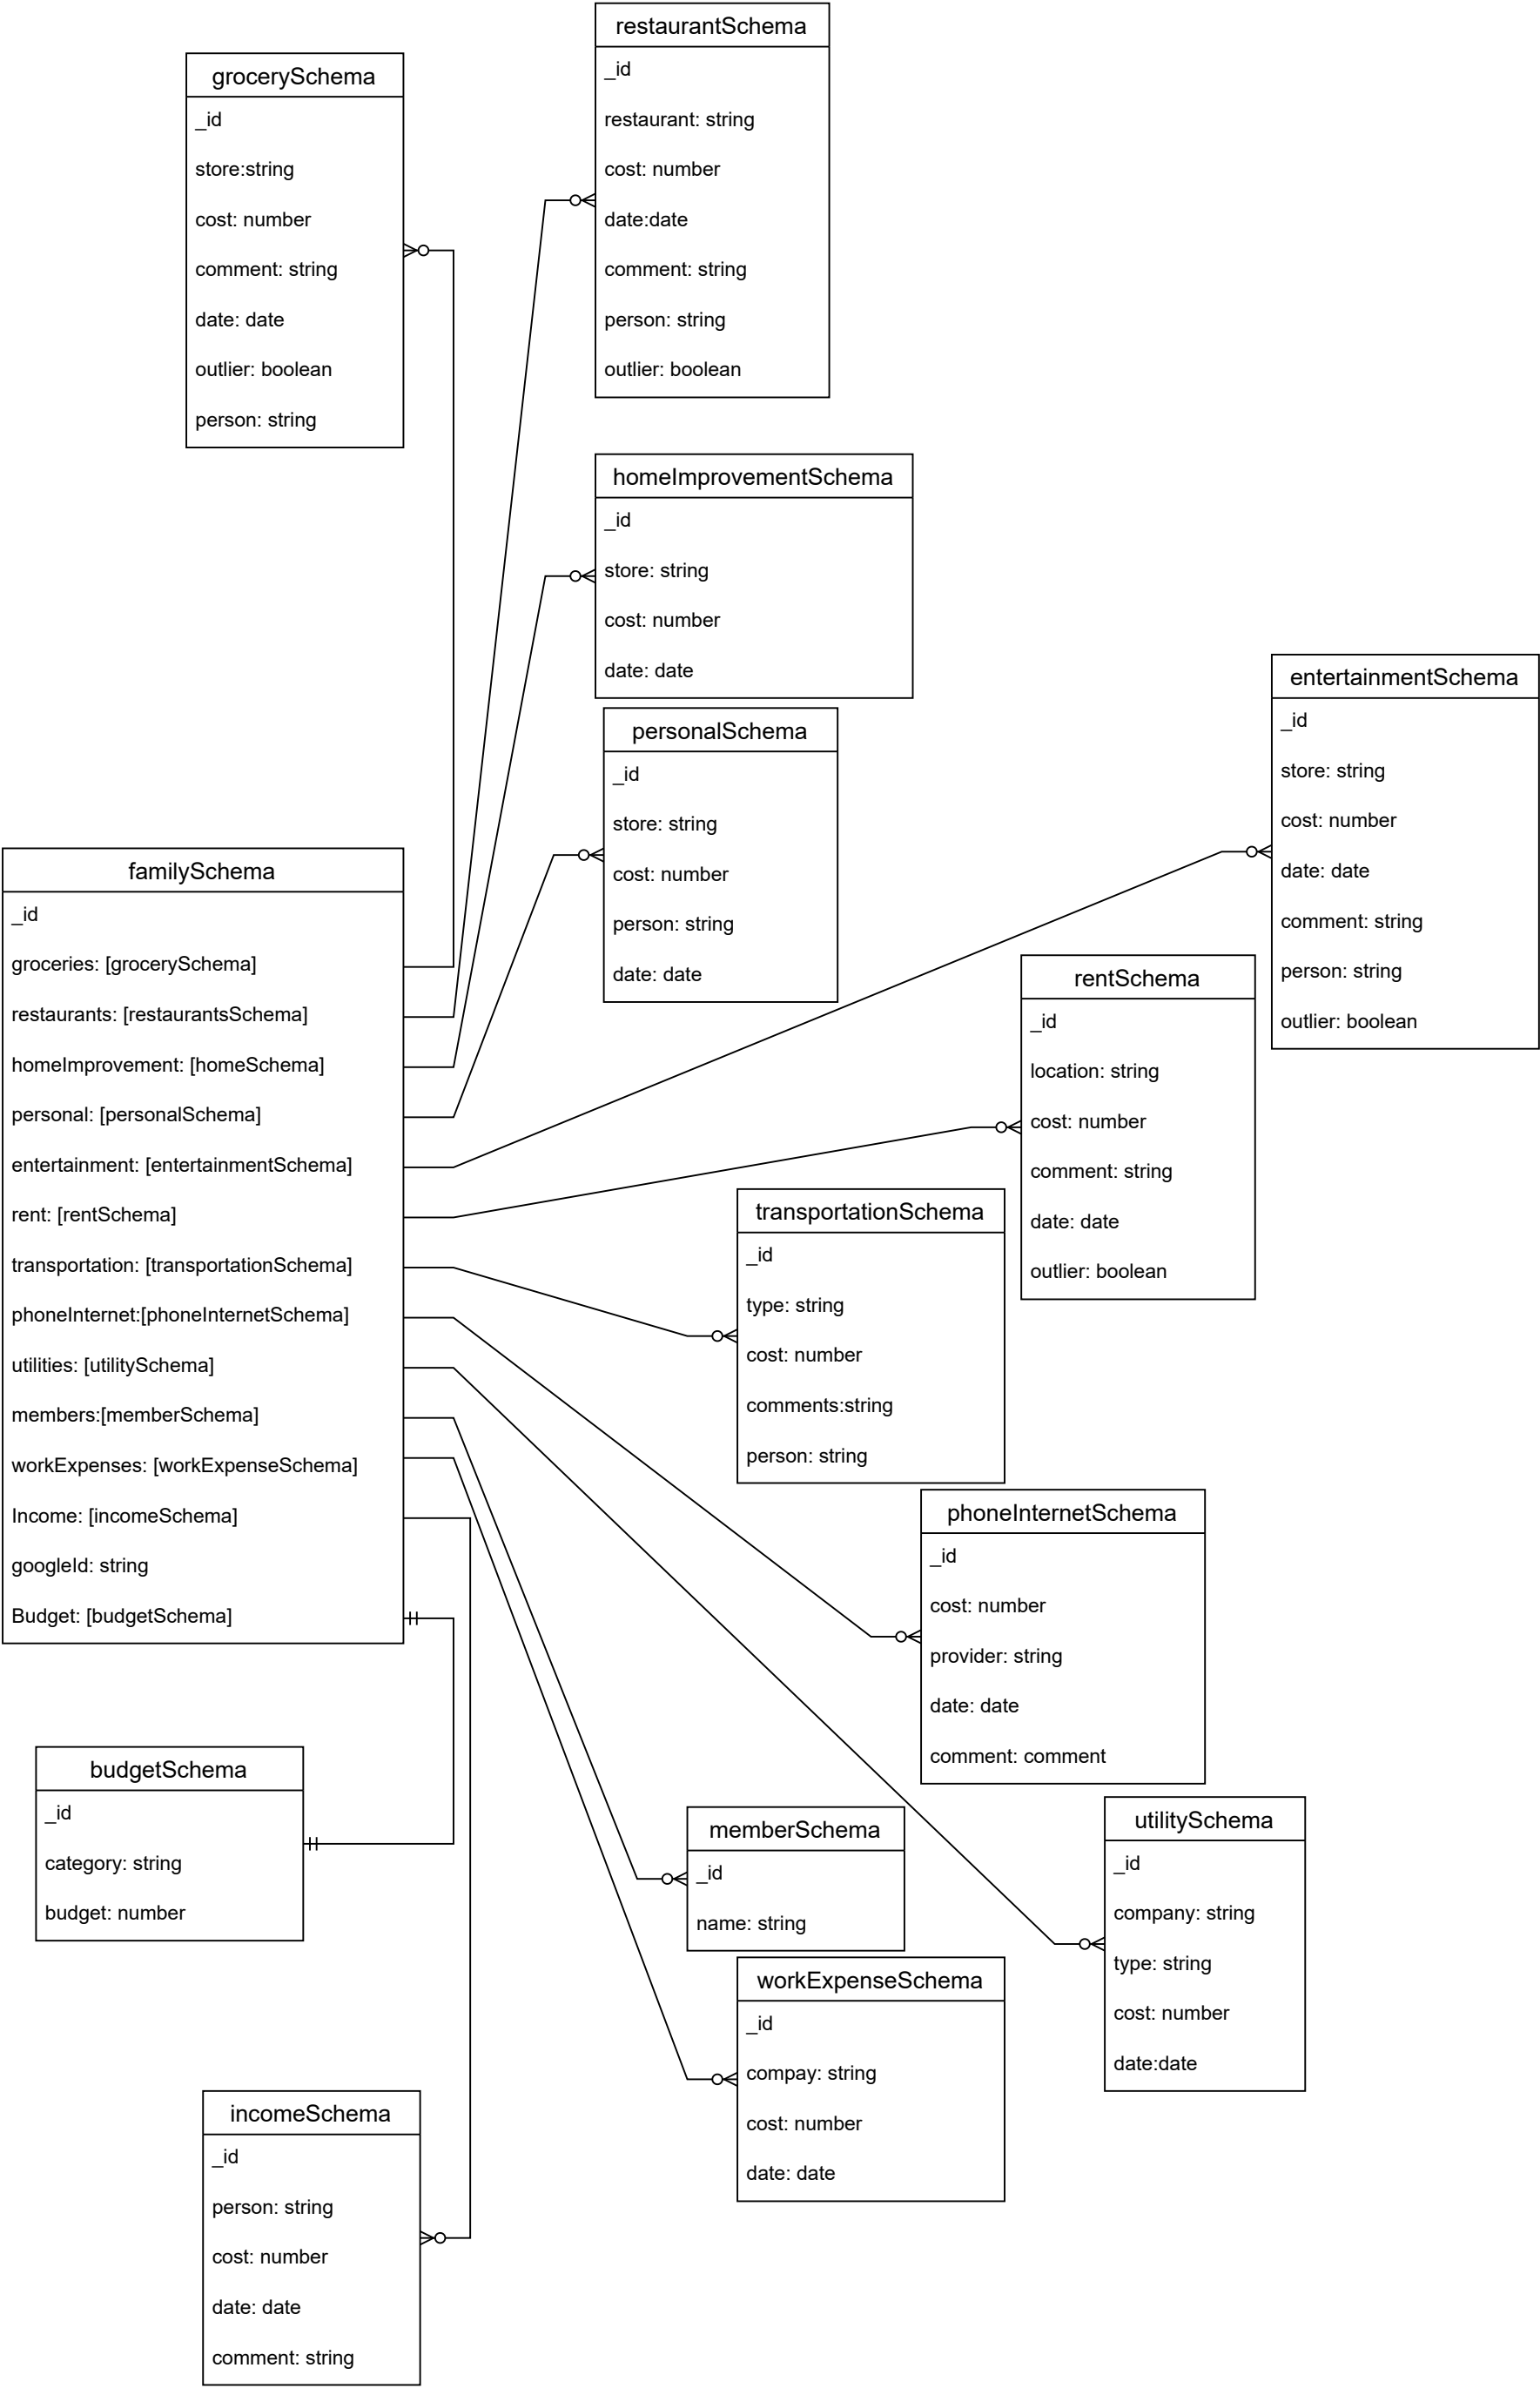 restaurantSchema
_id
restaurant: string
cost: number
date:date
comment: string
person: string
outlier: boolean
grocerySchema
_id
store:string
cost: number
comment: string
date: date
outlier: boolean
person: string
homeImprovementSchema
_id
store: string
cost: number
date: date
entertainmentSchema
_id
store: string
cost: number
date: date
comment: string
person: string
outlier: boolean
personalSchema
_id
store: string
cost: number
person: string
date: date
familySchema
_id
groceries: [grocerySchema]
restaurants: [restaurantsSchema]
homeImprovement: [homeSchema]
personal: [personalSchema]
entertainment: [entertainmentSchema]
rent: [rentSchema]
transportation: [transportationSchema]
phoneInternet:[phoneInternetSchema]
utilities: [utilitySchema]
members:[memberSchema]
workExpenses: [workExpenseSchema]
Income: [incomeSchema]
googleId: string
Budget: [budgetSchema]
rentSchema
_id
location: string
cost: number
comment: string
date: date
outlier: boolean
transportationSchema
_id
type: string
cost: number
comments:string
person: string
phoneInternetSchema
_id
cost: number
provider: string
date: date
comment: comment
budgetSchema
_id
category: string
budget: number
memberSchema
_id
name: string
utilitySchema
_id
company: string
type: string
cost: number
date:date
workExpenseSchema
_id
compay: string
cost: number
date: date
incomeSchema
_id
person: string
cost: number
date: date
comment: string